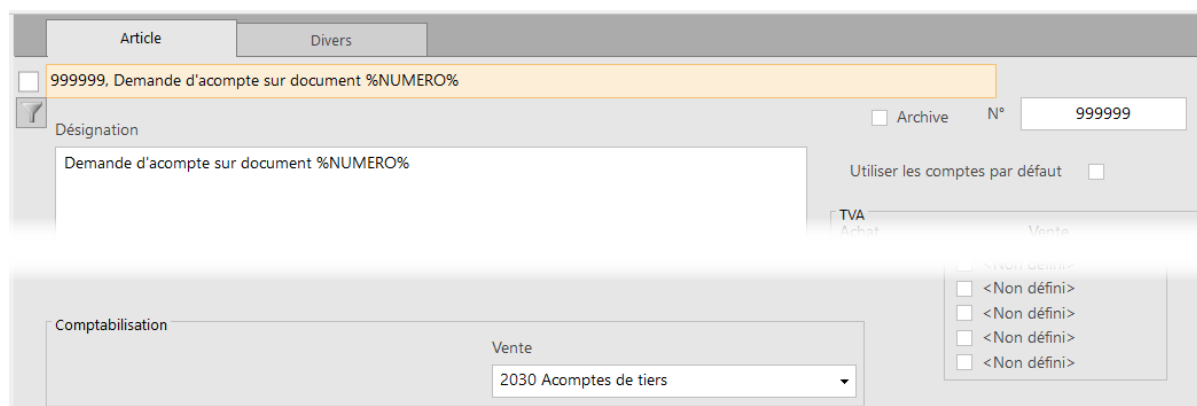 Article
Divers
999999, Demande d'acompte sur document %NUMERO%
Archive
N°
999999
Désignation
Demande d'acompte sur document %NUMERO%
Utiliser les comptes par défaut
TVA
Achat
Vente
<Non défini>
<Non défini>
<Non défini>
<Non défini>
<Non défini>
Comptabilisation
Vente
2030 Acomptes de tiers